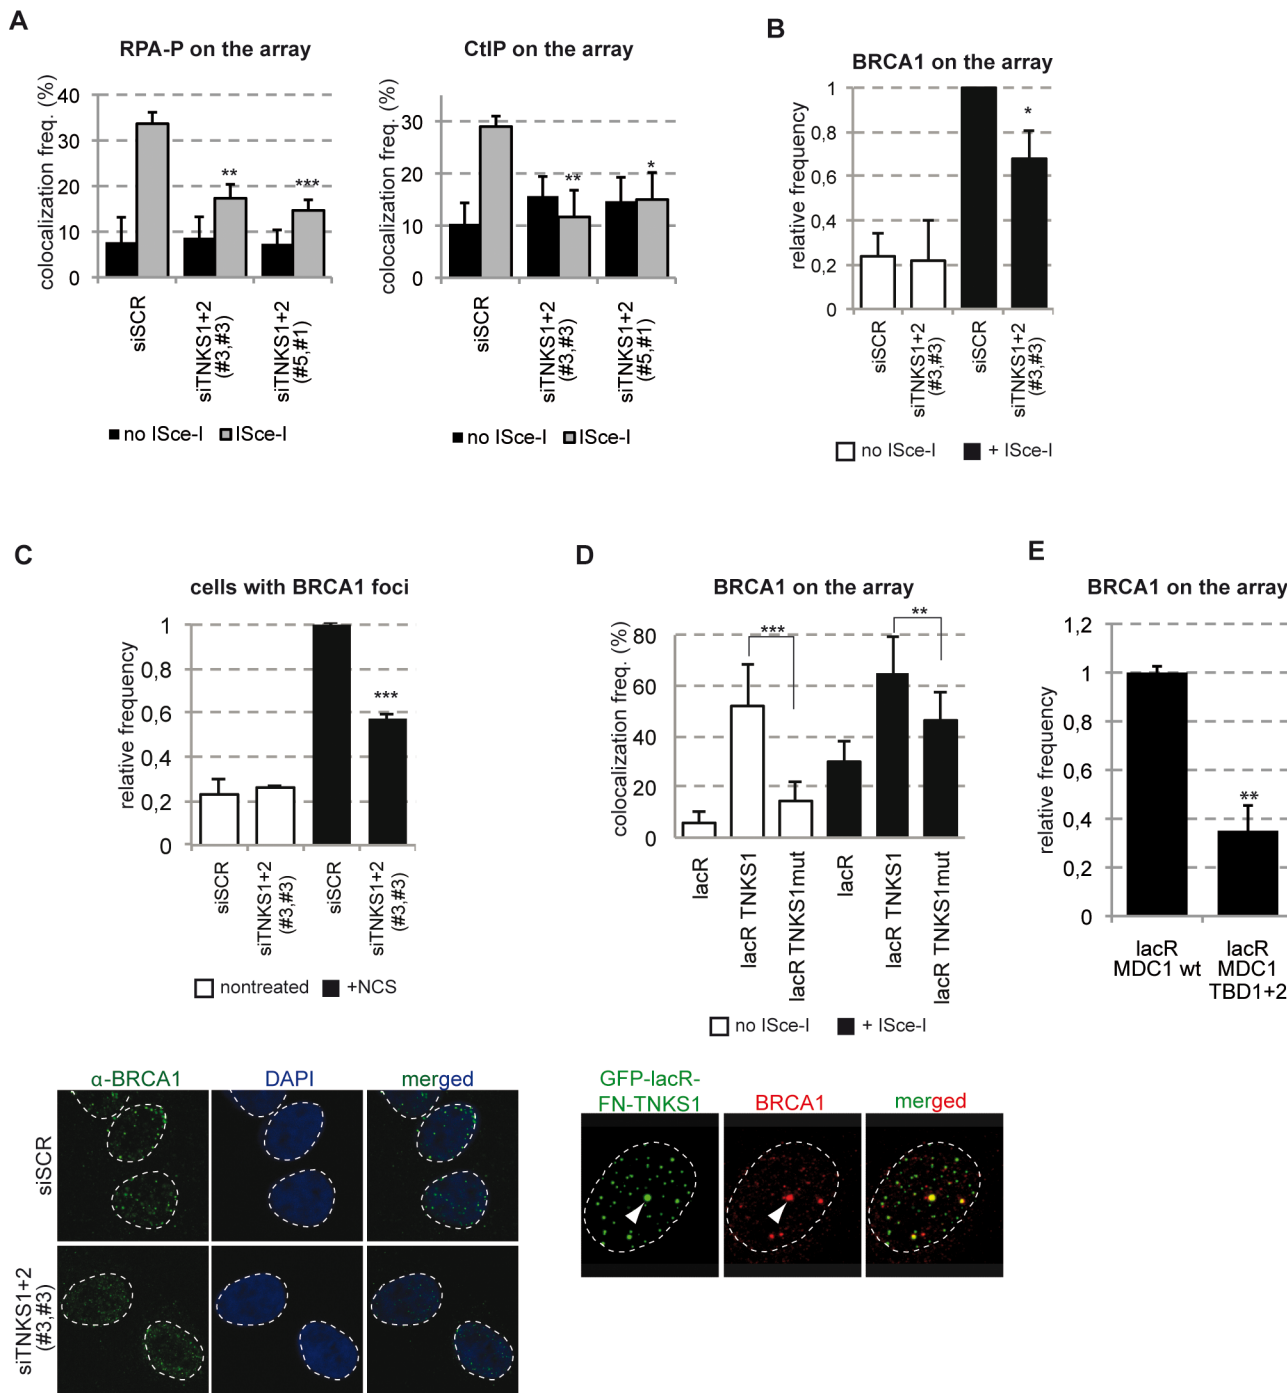 A
RPA-P on the array
colocalization freq. (%)
40
30
20
10
0
**
***
siSCR
siTNKS1+2
(#3,#3)
siTNKS1+2
(#5,#1)
no ISce-I
ISce-I
CtIP on the array
colocalization freq. (%)
30
20
10
0
**
*
siSCR
siTNKS1+2
(#3,#3)
siTNKS1+2
(#5,#1)
no ISce-I
ISce-I
B
BRCA1 on the array
relative frequency
1
0,8
0,6
0,4
0,2
0
*
siSCR
siTNKS1+2
(#3,#3)
siSCR
siTNKS1+2
(#3,#3)
no ISce-I
+ ISce-I
C
cells with BRCA1 foci
relative frequency
1
0,8
0,6
0,4
0,2
0
***
siSCR
siTNKS1+2
(#3,#3)
siSCR
siTNKS1+2
(#3,#3)
nontreated
+NCS
α-BRCA1
DAPI
merged
siSCR
siTNKS1+2
(#3,#3)
D
BRCA1 on the array
colocalization freq. (%)
80
60
40
20
0
***
**
lacR
lacR TNKS1
lacR TNKS1mut
lacR
lacR TNKS1
lacR TNKS1mut
no ISce-I
+ ISce-I
GFP-lacR-
FN-TNKS1
BRCA1
merged
E
BRCA1 on the array
relative frequency
1,2
1
0,8
0,6
0,4
0,2
0
**
lacR
MDC1 wt
lacR
MDC1
TBD1+2